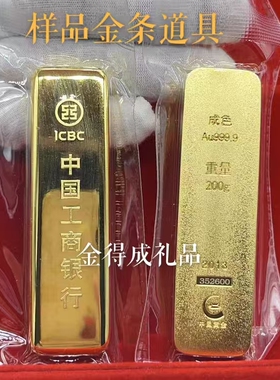 样品金条道具
ICBC
中国工商银行
成色
Au999.9
重量
200g
金得成礼品
2013
352600